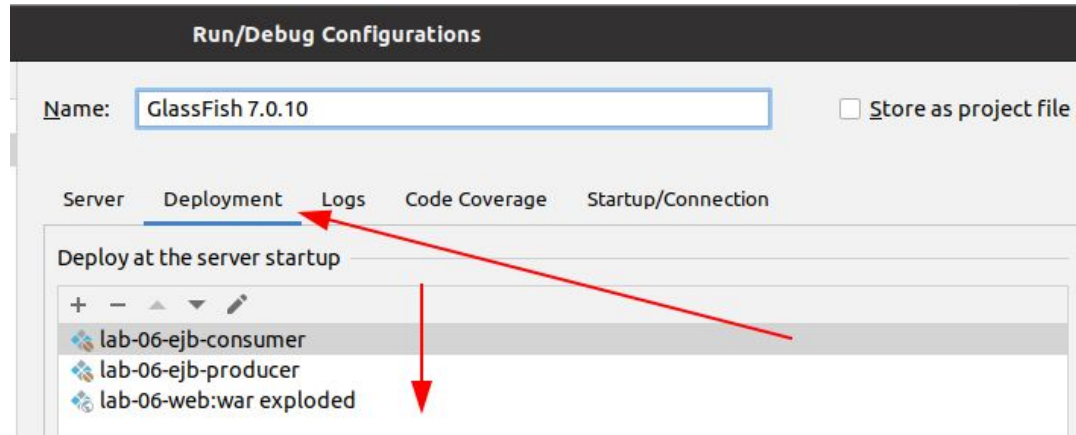 Run/Debug Configurations
Name: GlassFish 7.0.10 Store as project file
Server Deployment Logs Code Coverage Startup/Connection
Deploy at the server startup
lab-06-ejb-consumer
lab-06-ejb-producer
lab-06-web:war exploded